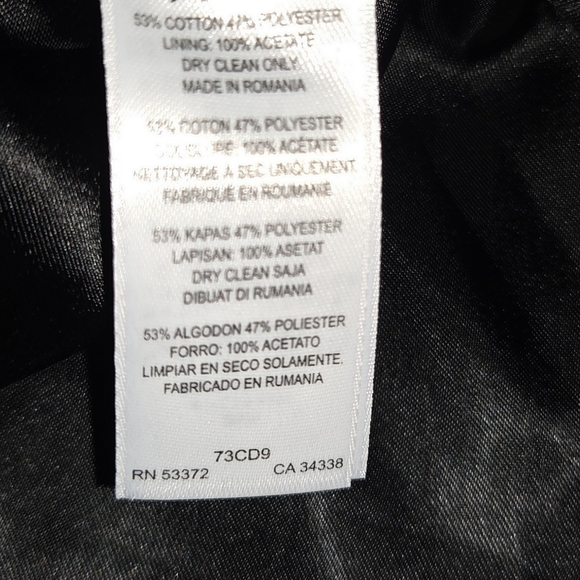 53% COTTON 47% POLYESTER
LINING: 100% ACETATE
DRY CLEAN ONLY
MADE IN ROMANIA
53% COTON 47% POLYESTER
100% ACÉTATE
NETTOYAGE A SEC UNIQUEMENT
FABRIQUÉ EN ROUMANIE
53% KAPAS 47% POLYESTER
LAPISAN: 100% ASETAT
DRY CLEAN SAJA
DIBUAT DI RUMANIA
53% ALGODON 47% POLIESTER
FORRO: 100% ACETATO
LIMPIAR EN SECO SOLAMENTE.
FABRICADO EN RUMANIA
73CD9
RN 53372 CA 34338